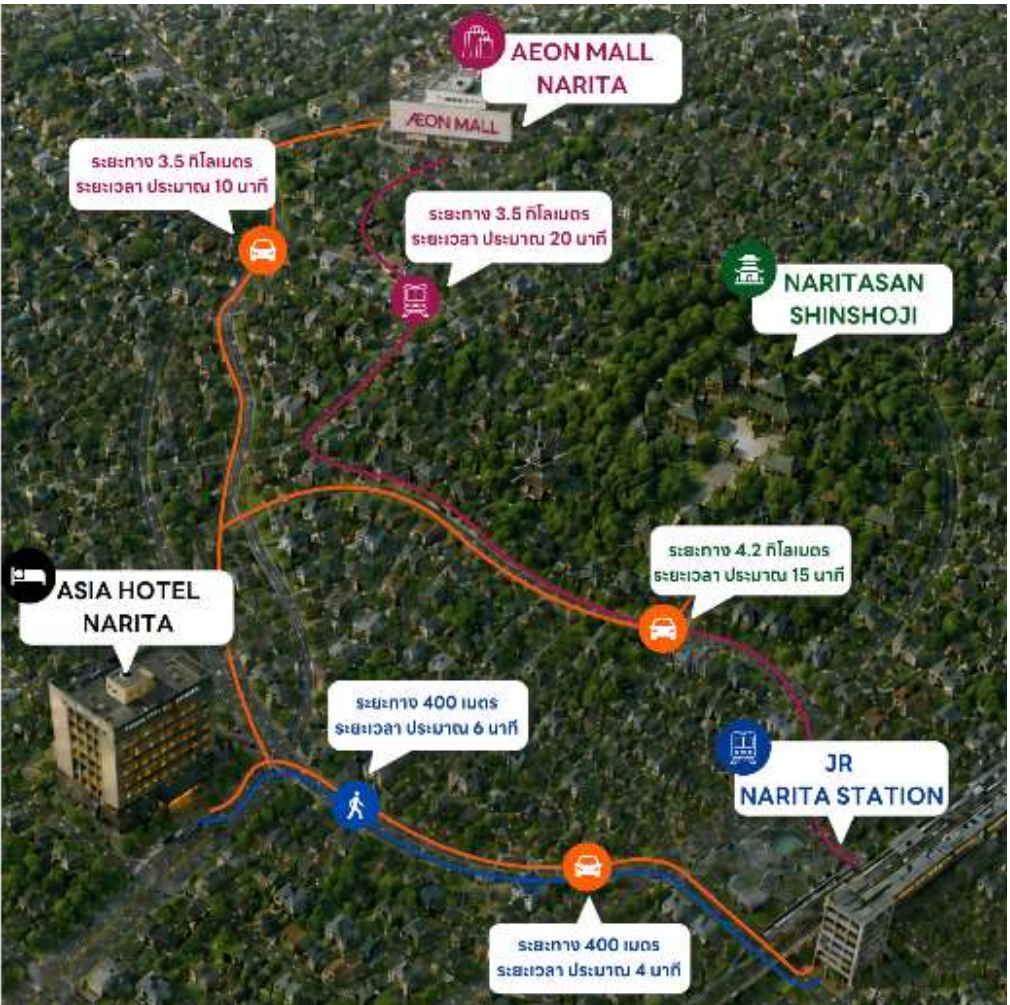 AEON MALL
NARITA
AEON MALL
ระยะทาง 3.5 กิโลเมตร
ระยะเวลา ประมาณ 10 นาที
ระยะทาง 3.5 กิโลเมตร
ระยะเวลา ประมาณ 20 นาที
NARITASAN
SHINSHOJI
ระยะทาง 4.2 กิโลเมตร
ระยะเวลา ประมาณ 15 นาที
ASIA HOTEL
NARITA
ระยะทาง 400 เมตร
ระยะเวลา ประมาณ 6 นาที
JR
NARITA STATION
ระยะทาง 400 เมตร
ระยะเวลา ประมาณ 4 นาที